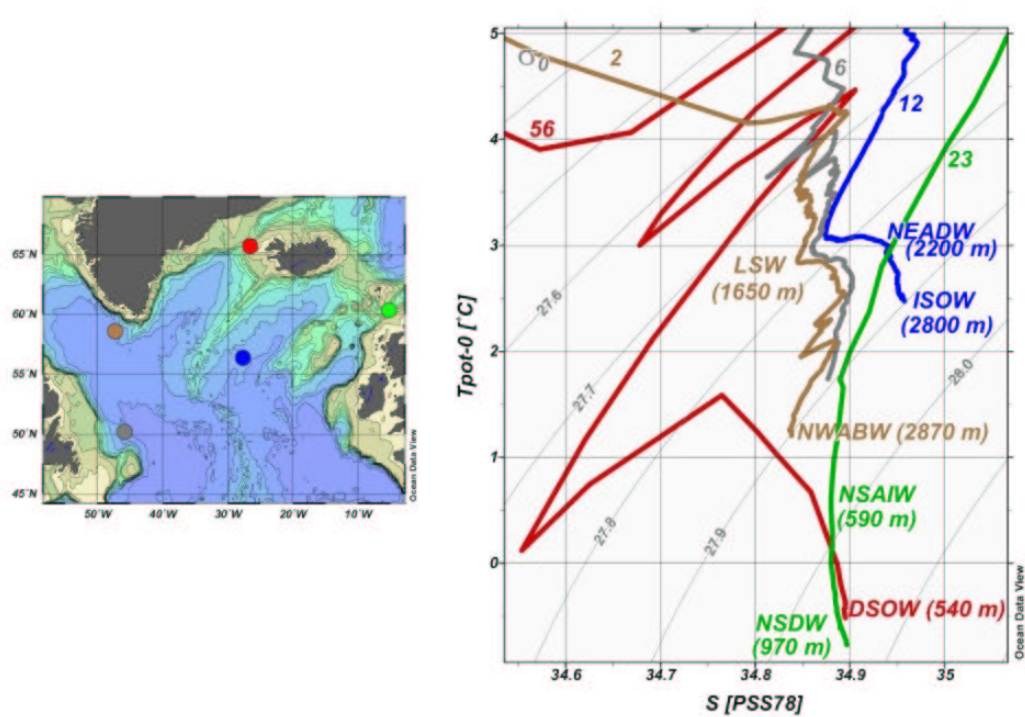 65˚N
60˚N
55˚N
50˚N
45˚N
50˚W
40˚W
30˚W
20˚W
10˚W
Ocean Data View
5
4
3
2
1
0
Tpot-0 [˚C]
0
2
6
12
23
56
NEADW
(2200 m)
LSW
(1650 m)
ISOW
(2800 m)
27.6
27.7
28.0
NWABW (2870 m)
NSAIW
(590 m)
27.8
27.9
DSOW (540 m)
NSDW
(970 m)
34.6
34.7
34.8
34.9
35
S [PSS78]
Ocean Data View